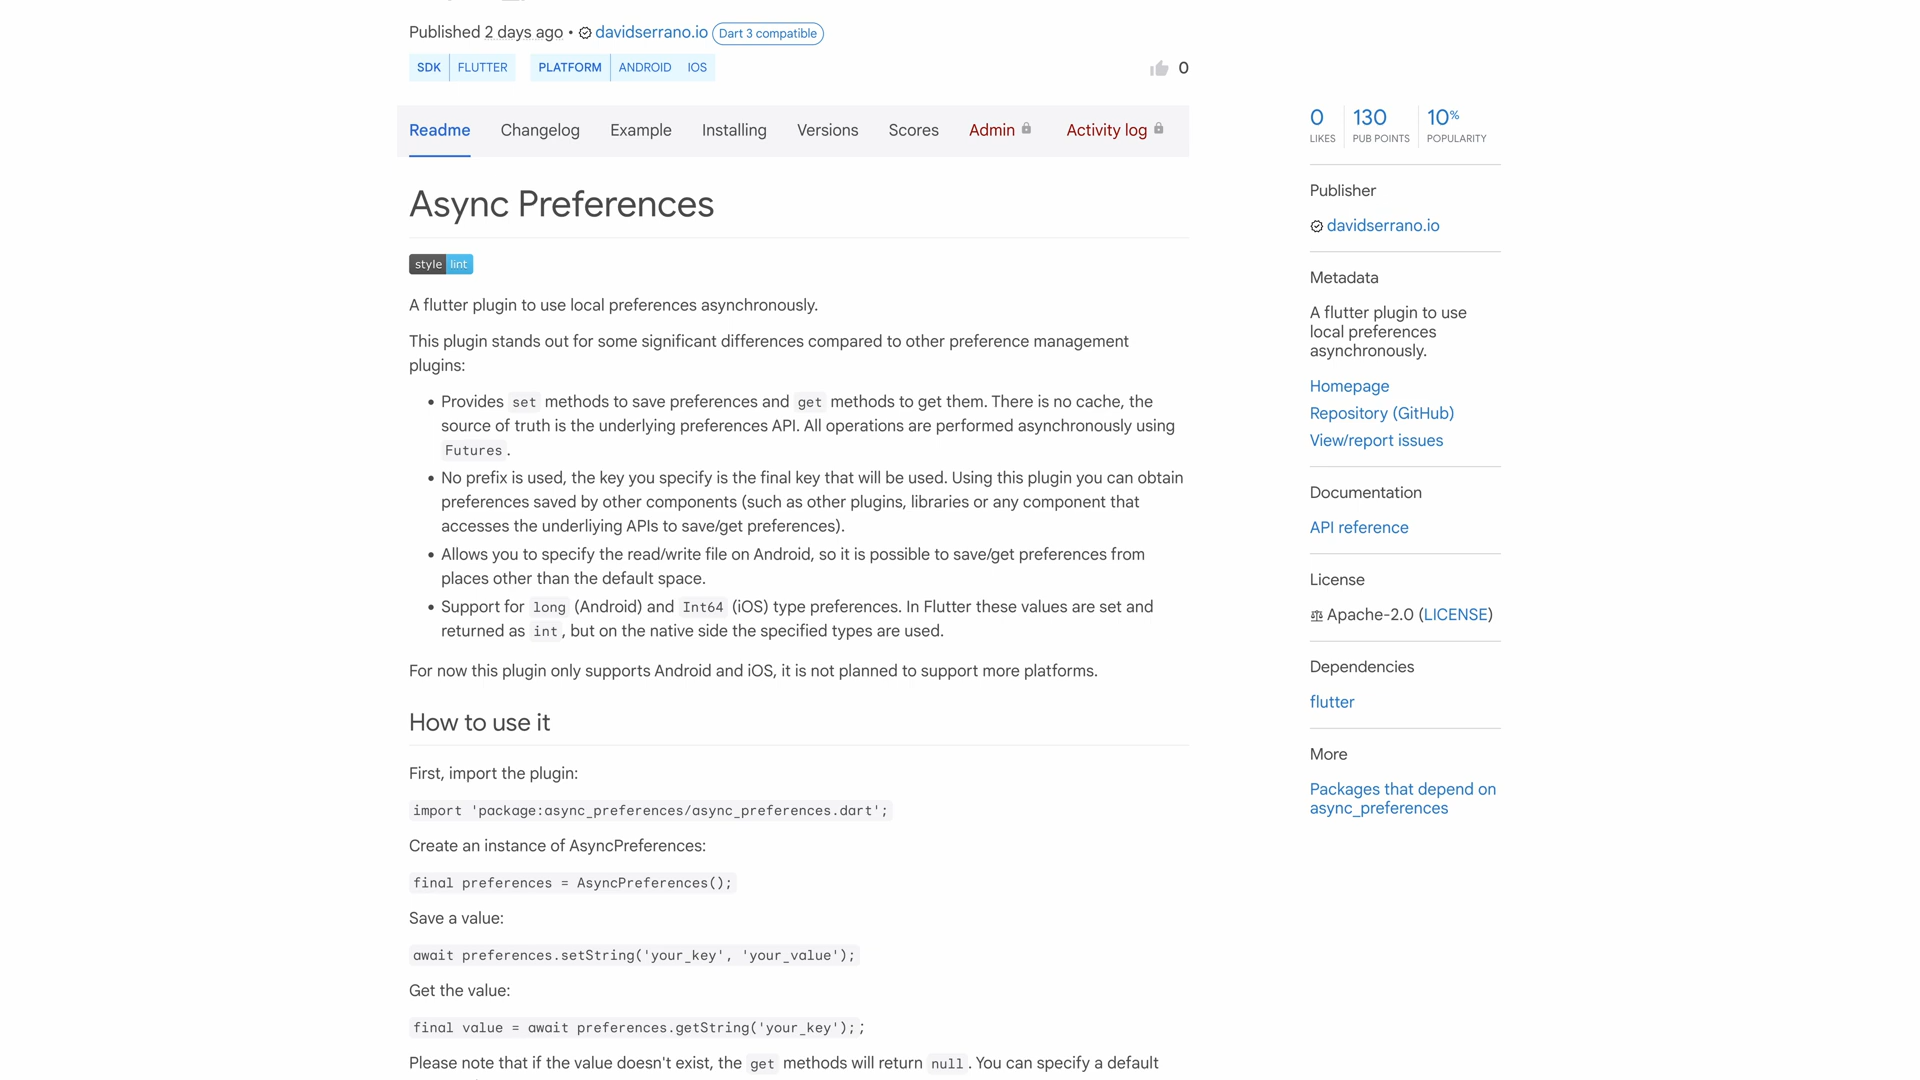 Published 2 days ago • davidserrano.io Dart 3 compatible
SDK FLUTTER PLATFORM ANDROID IOS
0
Readme Changelog Example Installing Versions Scores Admin Activity log
Async Preferences
style lint
A flutter plugin to use local preferences asynchronously.
This plugin stands out for some significant differences compared to other preference management
plugins:
• Provides set methods to save preferences and get methods to get them. There is no cache, the
source of truth is the underlying preferences API. All operations are performed asynchronously using
Futures.
• No prefix is used, the key you specify is the final key that will be used. Using this plugin you can obtain
preferences saved by other components (such as other plugins, libraries or any component that
accesses the underliying APIs to save/get preferences).
• Allows you to specify the read/write file on Android, so it is possible to save/get preferences from
places other than the default space.
• Support for long (Android) and Int64 (iOS) type preferences. In Flutter these values are set and
returned as int, but on the native side the specified types are used.
For now this plugin only supports Android and iOS, it is not planned to support more platforms.
How to use it
First, import the plugin:
import 'package:async_preferences/async_preferences.dart';
Create an instance of AsyncPreferences:
final preferences = AsyncPreferences();
Save a value:
await preferences.setString('your_key', 'your_value');
Get the value:
final value = await preferences.getString('your_key');;
Please note that if the value doesn't exist, the get methods will return null. You can specify a default
0 130 10%
LIKES PUB POINTS POPULARITY
Publisher
davidserrano.io
Metadata
A flutter plugin to use
local preferences
asynchronously.
Homepage
Repository (GitHub)
View/report issues
Documentation
API reference
License
Apache-2.0 (LICENSE)
Dependencies
flutter
More
Packages that depend on
async_preferences